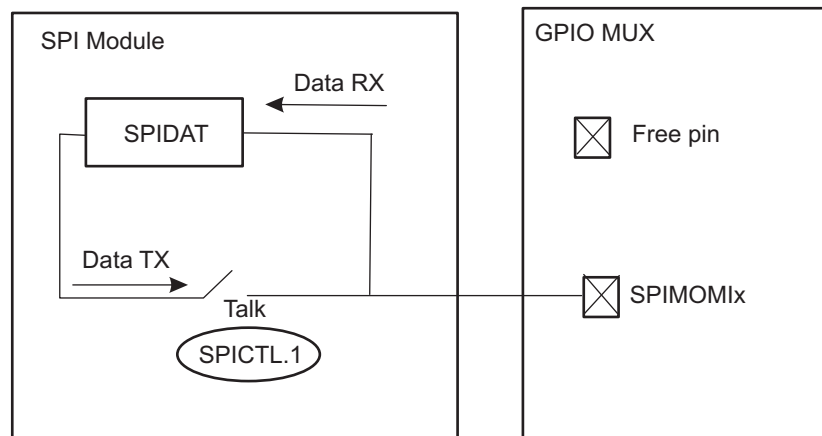 SPI Module
GPIO MUX
Data RX
SPIDAT
Free pin
Data TX
SPIMOMIx
Talk
SPICTL.1